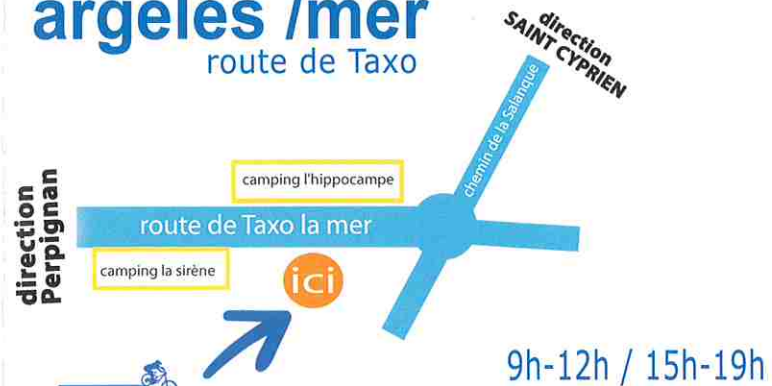 argelès /mer
route de Taxo
direction
SAINT CYPRIEN
chemin de la Salanque
camping l'hippocampe
direction
Perpignan
route de Taxo la mer
camping la sirène
ici
9h-12h / 15h-19h